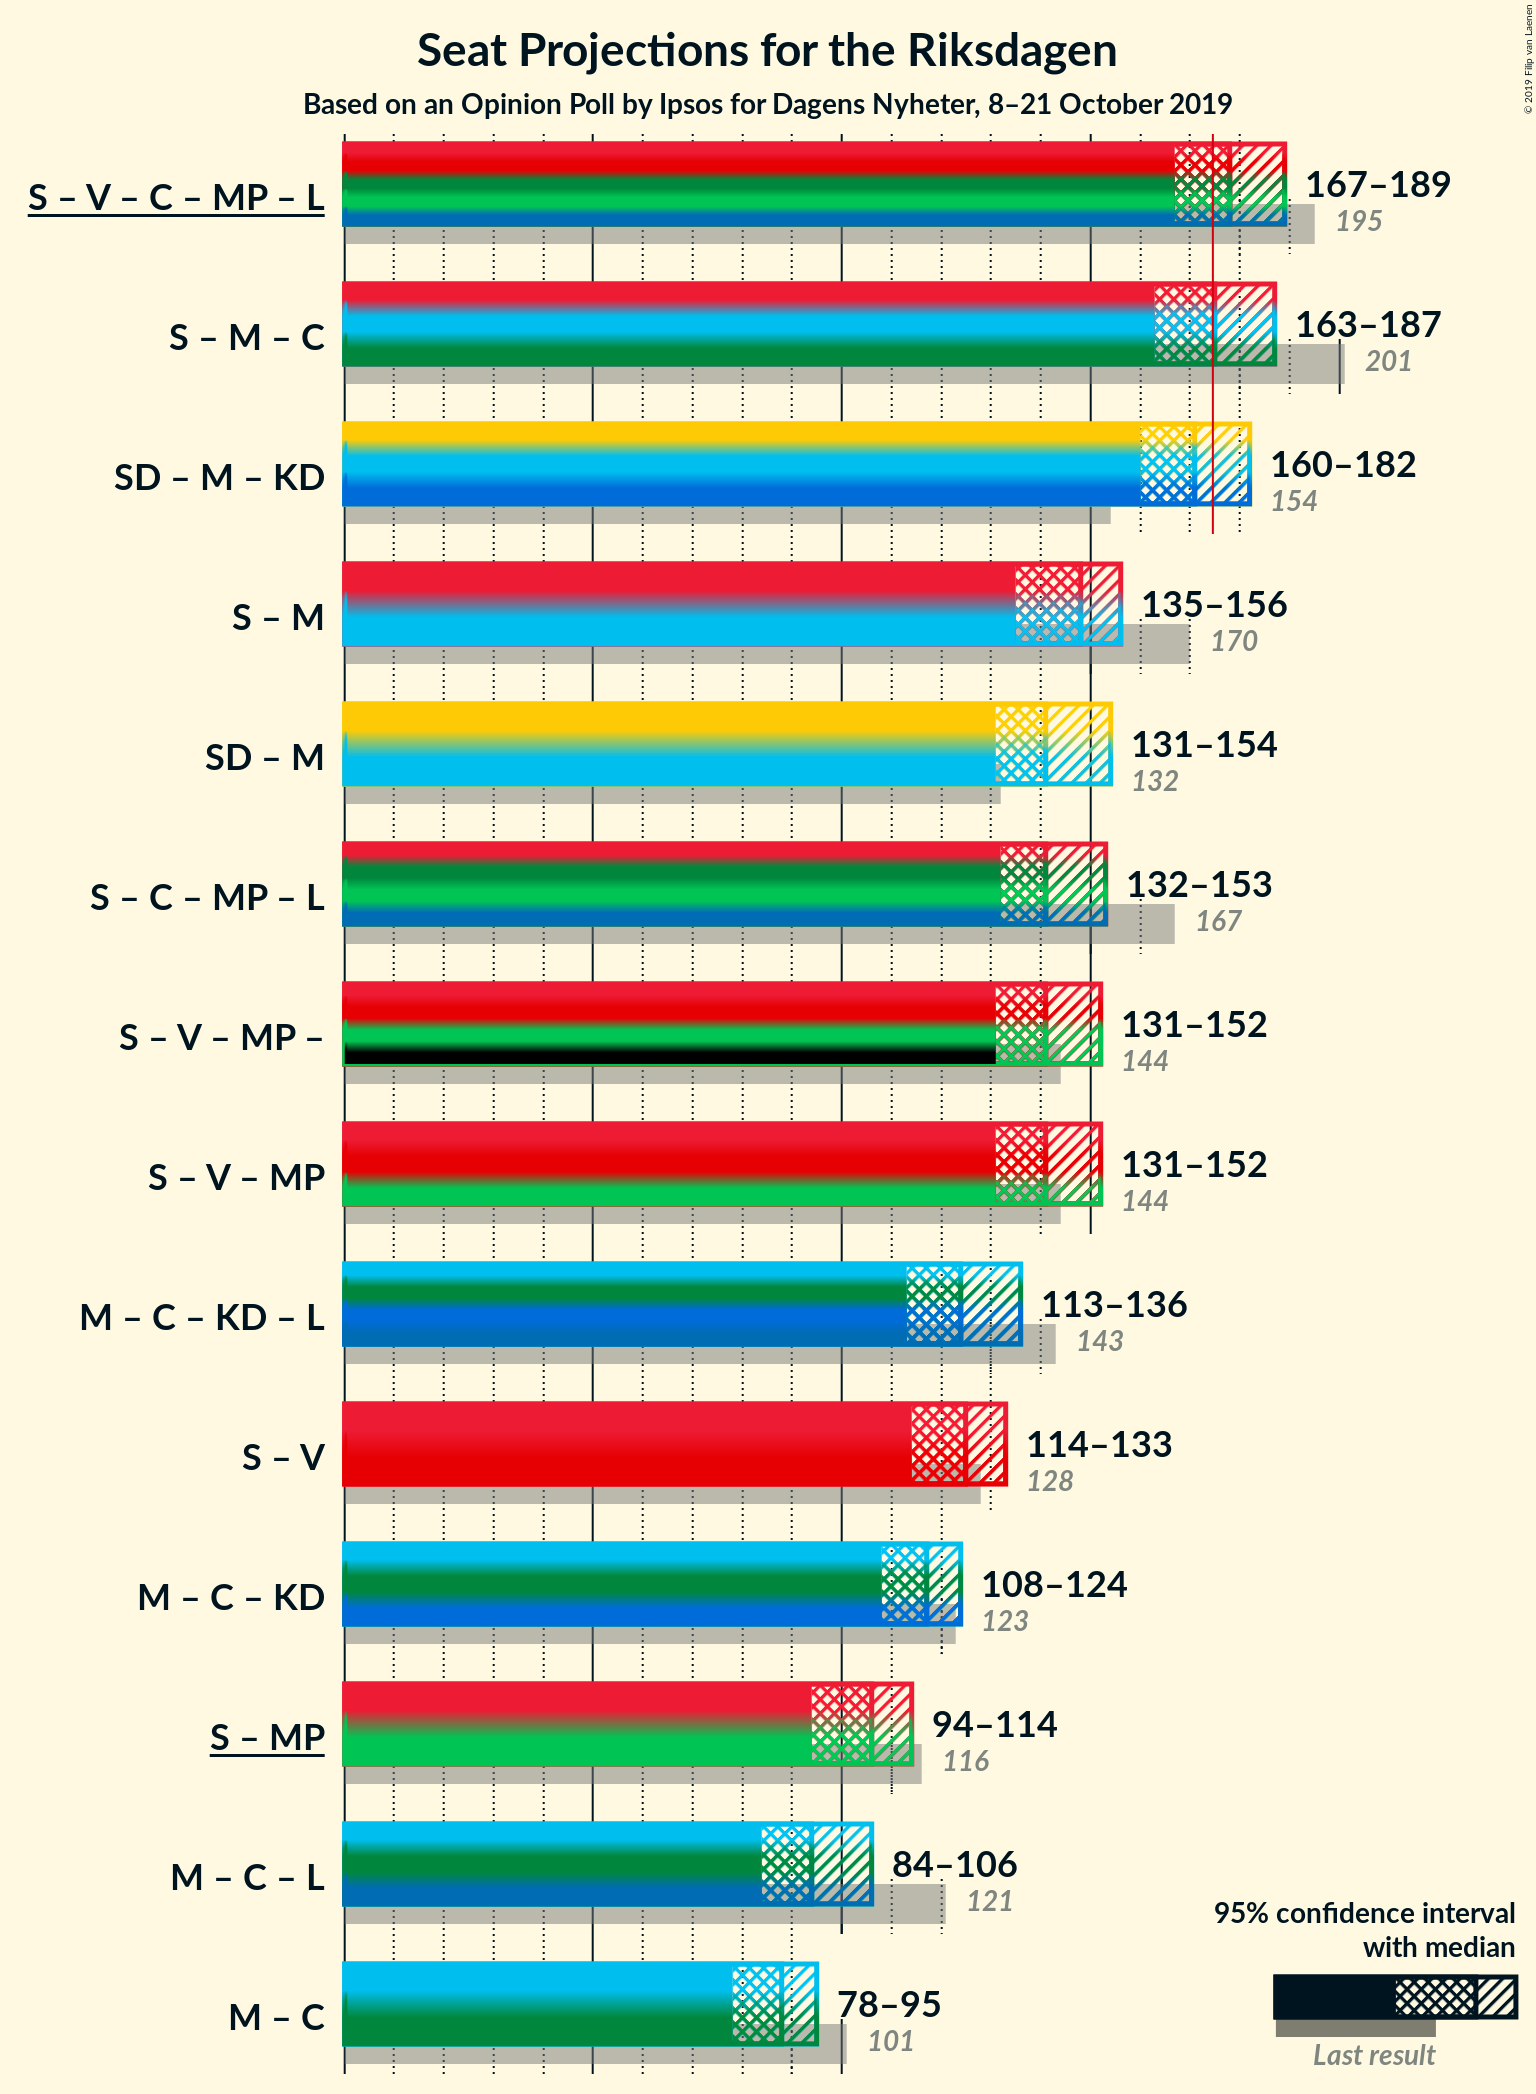 Seat Projections for the Riksdagen
Based on an Opinion Poll by Ipsos for Dagens Nyheter, 8–21 October 2019
© 2019 Filip van Laenen
S – V – C – MP – L
167–189
195
S – M – C
163–187
201
SD – M – KD
160–182
154
S – M
135–156
170
SD – M
131–154
132
S – C – MP – L
132–153
167
S – V – MP –
131–152
144
S – V – MP
131–152
144
M – C – KD – L
113–136
143
S – V
114–133
128
M – C – KD
108–124
123
S – MP
94–114
116
M – C – L
84–106
121
M – C
78–95
101
95% confidence interval
with median
Last result